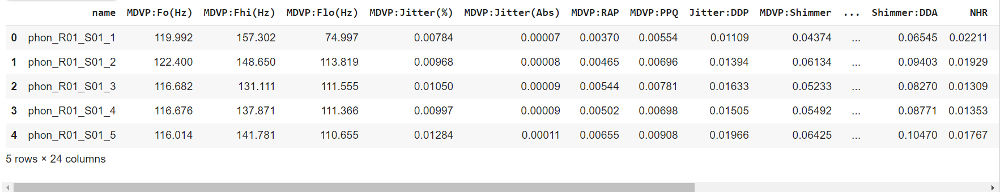 name MDVP:Fo(Hz) MDVP:Fhi(Hz) MDVP:Flo(Hz) MDVP:Jitter(%) MDVP:Jitter(Abs) MDVP:RAP MDVP:PPQ Jitter:DDP MDVP:Shimmer ... Shimmer:DDA NHR
0 phon_R01_S01_1 119.992 157.302 74.997 0.00784 0.00007 0.00370 0.00554 0.01109 0.04374 ... 0.06545 0.02211
1 phon_R01_S01_2 122.400 148.650 113.819 0.00968 0.00008 0.00465 0.00696 0.01394 0.06134 ... 0.09403 0.01929
2 phon_R01_S01_3 116.682 131.111 111.555 0.01050 0.00009 0.00544 0.00781 0.01633 0.05233 ... 0.08270 0.01309
3 phon_R01_S01_4 116.676 137.871 111.366 0.00997 0.00009 0.00502 0.00698 0.01505 0.05492 ... 0.08771 0.01353
4 phon_R01_S01_5 116.014 141.781 110.655 0.01284 0.00011 0.00655 0.00908 0.01966 0.06425 ... 0.10470 0.01767
5 rows × 24 columns